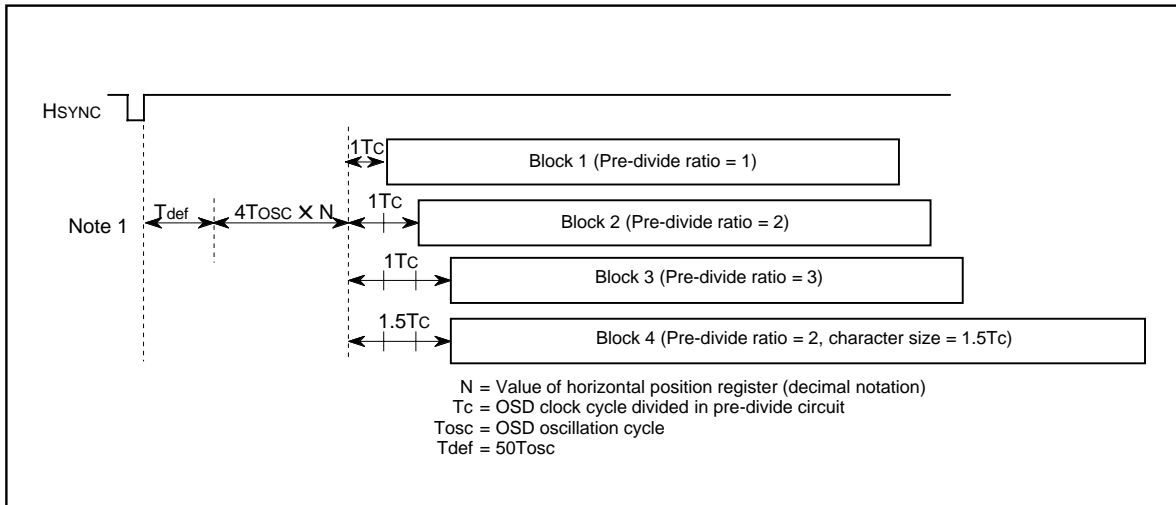 HSYNC
1TC
Block 1 (Pre-divide ratio = 1)
Note 1
Tdef
4TOSC × N
1TC
Block 2 (Pre-divide ratio = 2)
1TC
Block 3 (Pre-divide ratio = 3)
1.5TC
Block 4 (Pre-divide ratio = 2, character size = 1.5Tc)
N = Value of horizontal position register (decimal notation)
Tc = OSD clock cycle divided in pre-divide circuit
Tosc = OSD oscillation cycle
Tdef = 50Tosc